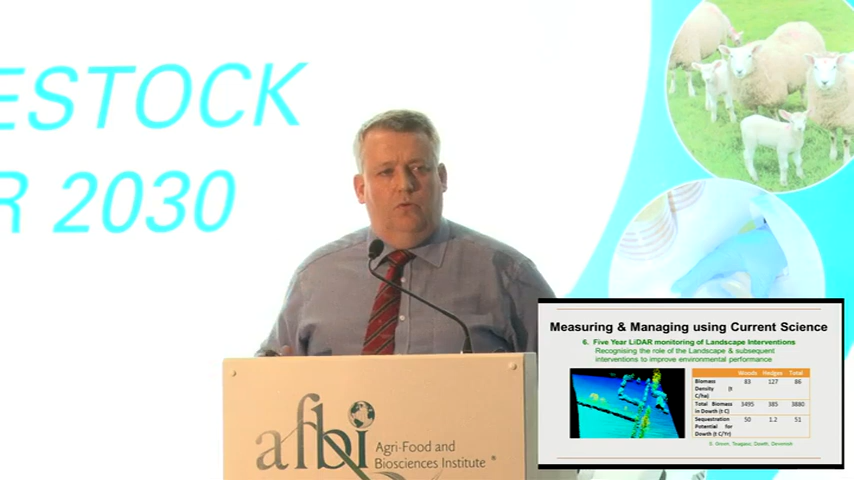 ESTOCK
R 2030
afbi Agri-Food and
Biosciences Institute
Measuring & Managing using Current Science
6. Five Year LiDAR monitoring of Landscape Interventions
Recognising the role of the Landscape & subsequent
interventions to improve environmental performance
Woods Hedges Total
Biomass Density (t C/ha) 83 127 86
Total Biomass in Dowth (t C) 3495 385 3880
Sequestration Potential for Dowth (t C/Yr) 50 1.2 51